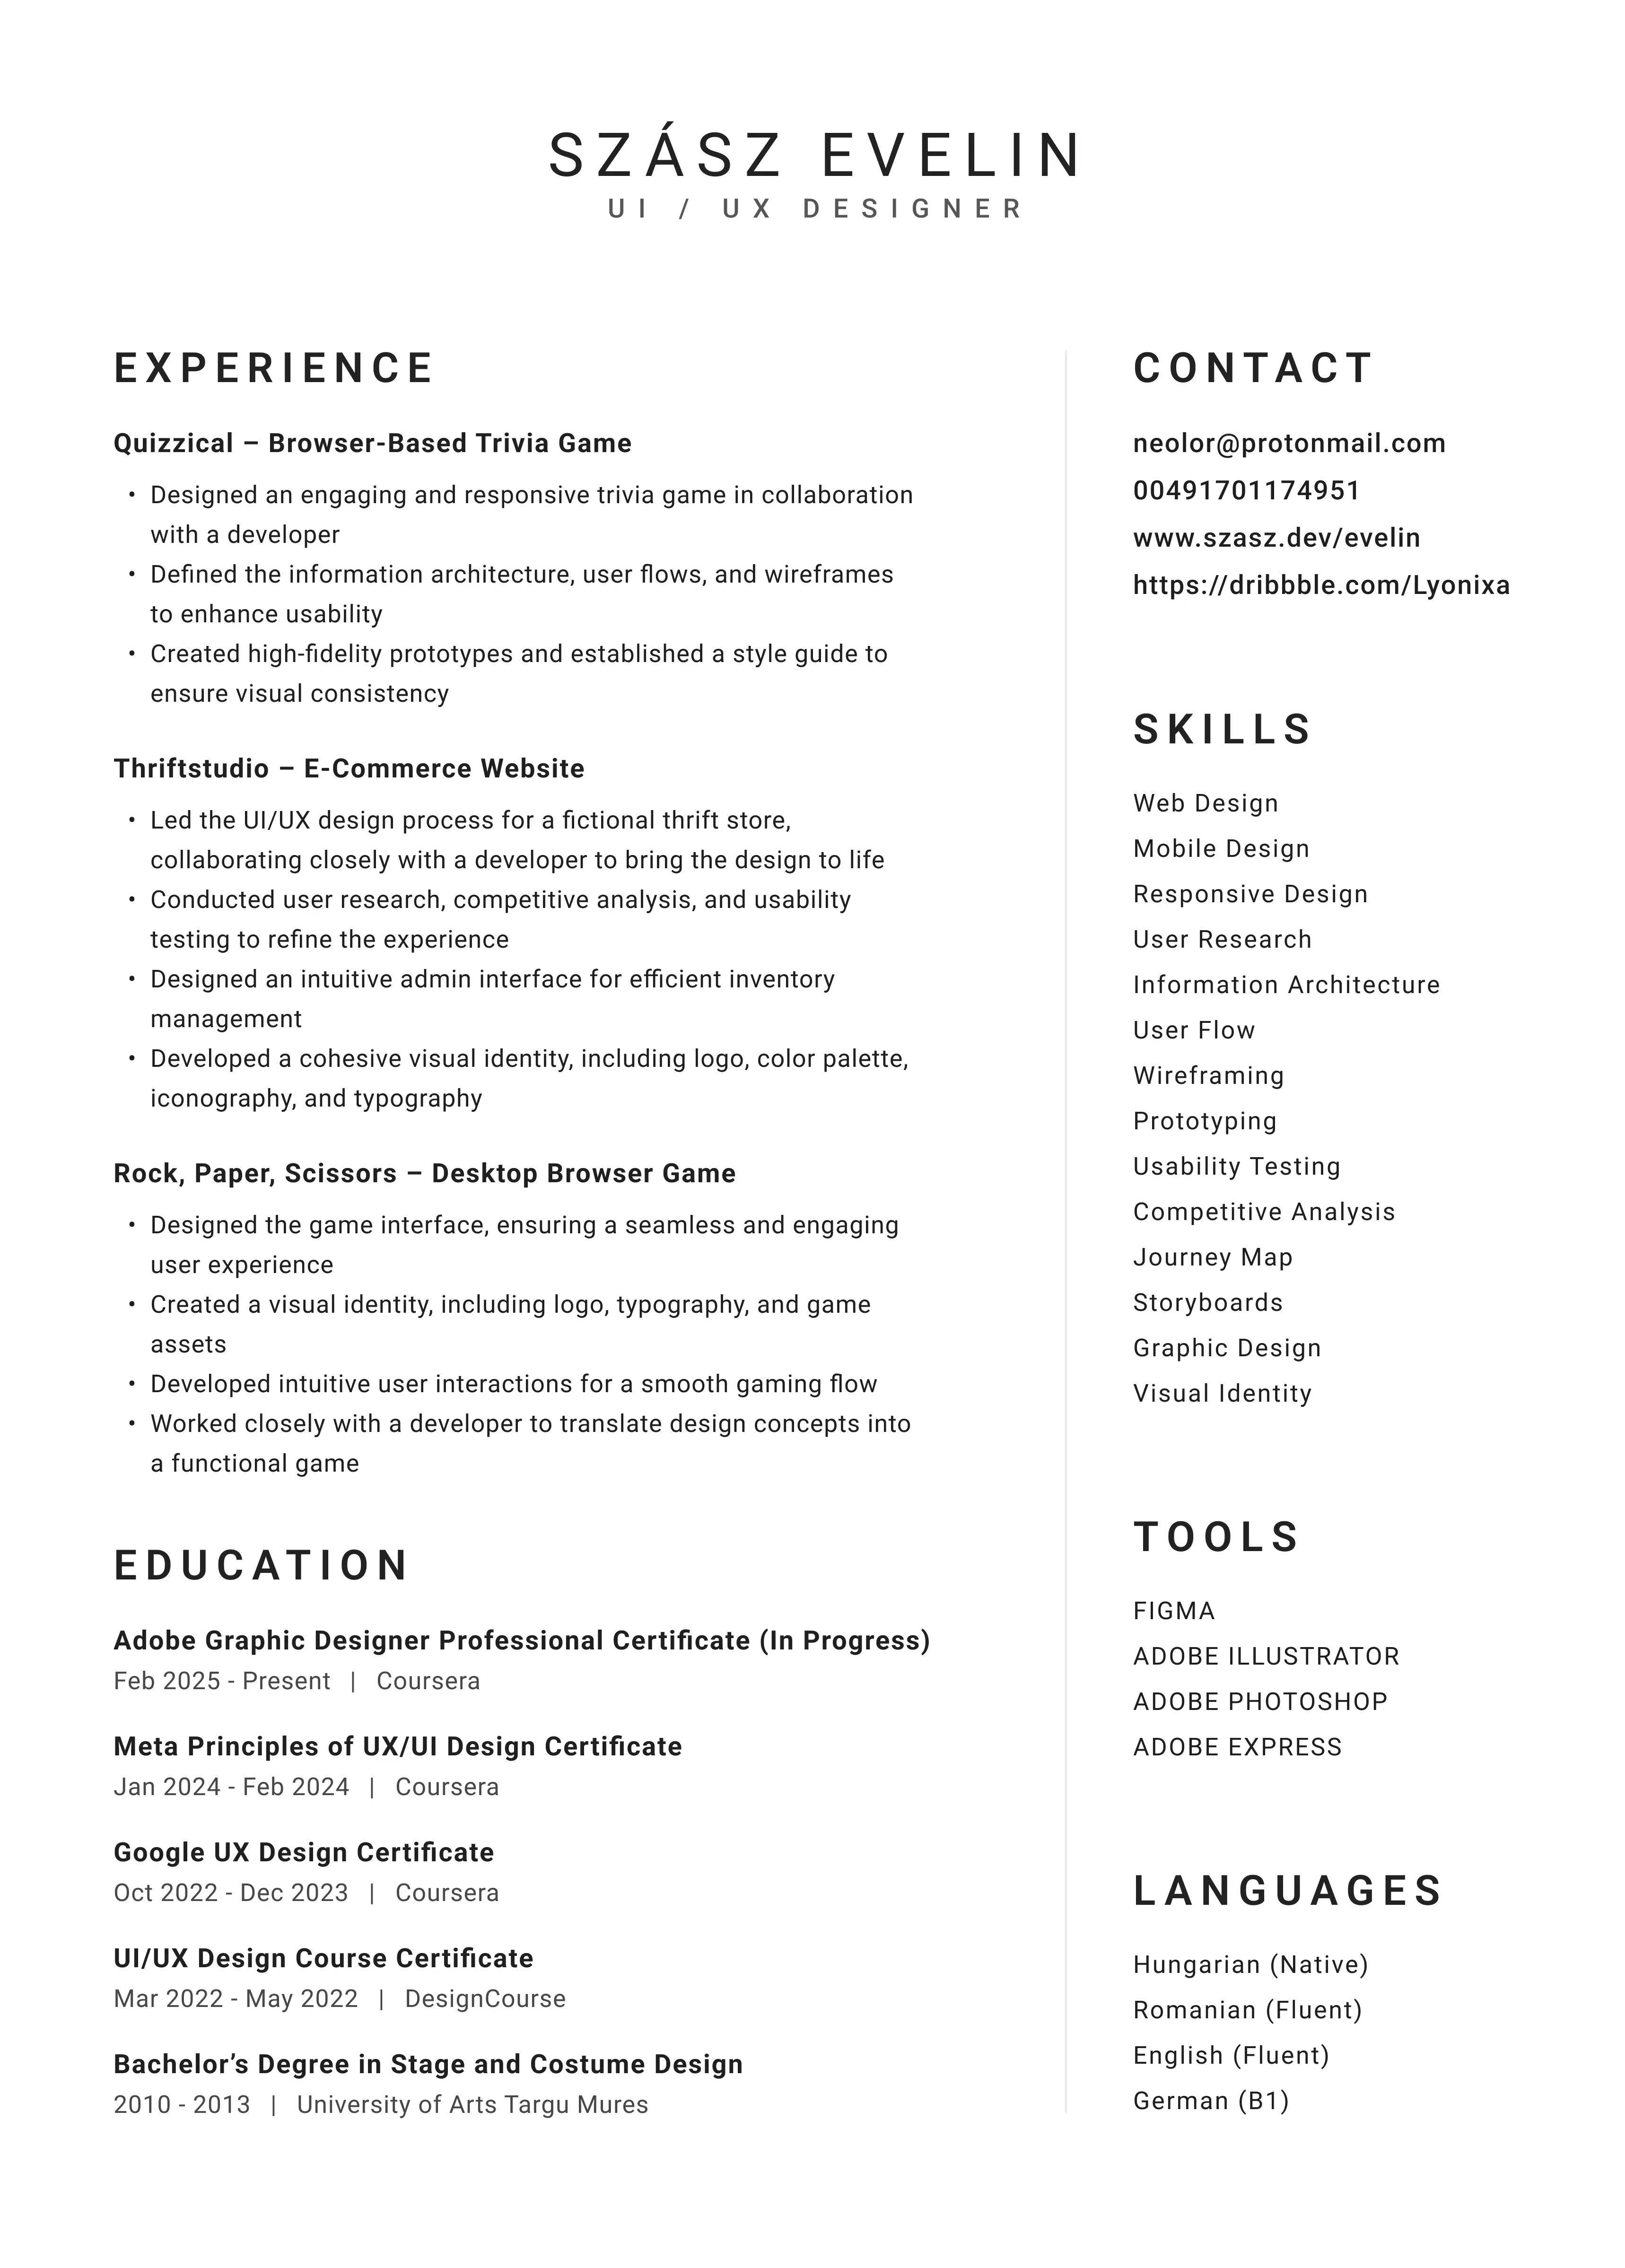 SZÁSZ EVELIN
UI / UX DESIGNER
EXPERIENCE
Quizzical – Browser-Based Trivia Game
• Designed an engaging and responsive trivia game in collaboration
with a developer
• Defined the information architecture, user flows, and wireframes
to enhance usability
• Created high-fidelity prototypes and established a style guide to
ensure visual consistency
Thriftstudio – E-Commerce Website
• Led the UI/UX design process for a fictional thrift store,
collaborating closely with a developer to bring the design to life
• Conducted user research, competitive analysis, and usability
testing to refine the experience
• Designed an intuitive admin interface for efficient inventory
management
• Developed a cohesive visual identity, including logo, color palette,
iconography, and typography
Rock, Paper, Scissors – Desktop Browser Game
• Designed the game interface, ensuring a seamless and engaging
user experience
• Created a visual identity, including logo, typography, and game
assets
• Developed intuitive user interactions for a smooth gaming flow
• Worked closely with a developer to translate design concepts into
a functional game
EDUCATION
Adobe Graphic Designer Professional Certificate (In Progress)
Feb 2025 - Present | Coursera
Meta Principles of UX/UI Design Certificate
Jan 2024 - Feb 2024 | Coursera
Google UX Design Certificate
Oct 2022 - Dec 2023 | Coursera
UI/UX Design Course Certificate
Mar 2022 - May 2022 | DesignCourse
Bachelor’s Degree in Stage and Costume Design
2010 - 2013 | University of Arts Targu Mures
CONTACT
neolor@protonmail.com
00491701174951
www.szasz.dev/evelin
https://dribbble.com/Lyonixa
SKILLS
Web Design
Mobile Design
Responsive Design
User Research
Information Architecture
User Flow
Wireframing
Prototyping
Usability Testing
Competitive Analysis
Journey Map
Storyboards
Graphic Design
Visual Identity
TOOLS
FIGMA
ADOBE ILLUSTRATOR
ADOBE PHOTOSHOP
ADOBE EXPRESS
LANGUAGES
Hungarian (Native)
Romanian (Fluent)
English (Fluent)
German (B1)